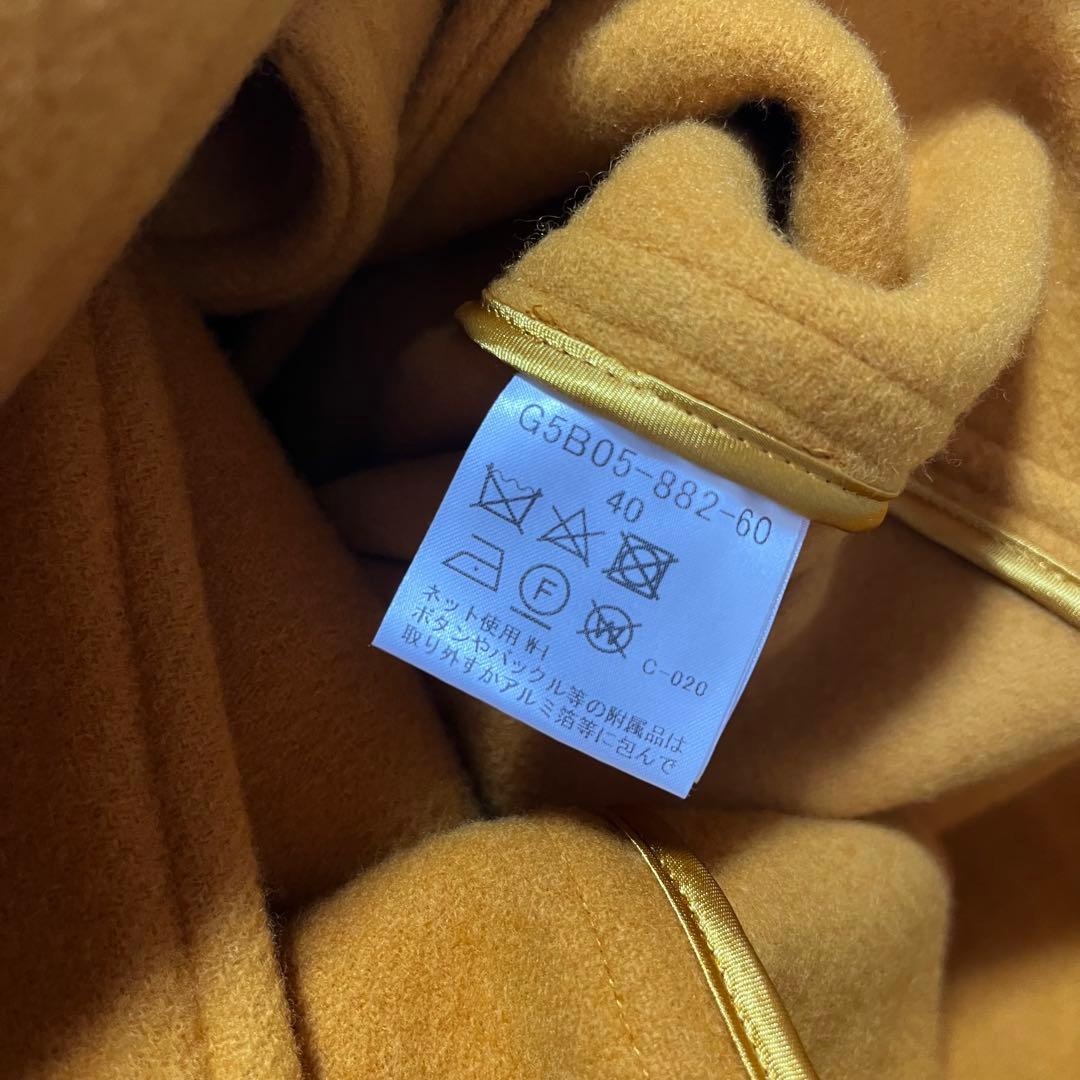 G5B05-882-60
40
F
W
ネット使用 W-I
C-020
ボタンやバックル等の附属品は
取り外すかアルミ箔等に包んで